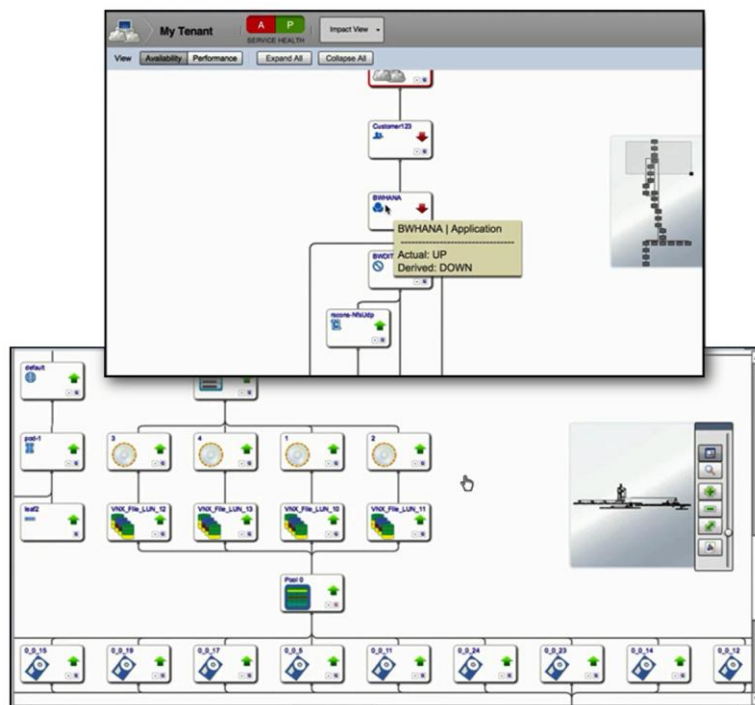 My Tenant
A P
SERVICE HEALTH
Impact View
View Availability Performance Expand All Collapse All
Customer123
BWHANA
BWHANA | Application
Actual: UP
Derived: DOWN
rscons-NfsUdp
default
pod-1
3 4 1 2
leaf2
VNX_File_LUN_12 VNX_File_LUN_13 VNX_File_LUN_10 VNX_File_LUN_11
Pool 0
0_0_15 0_0_19 0_0_17 0_0_5 0_0_11 0_0_24 0_0_23 0_0_14 0_0_12